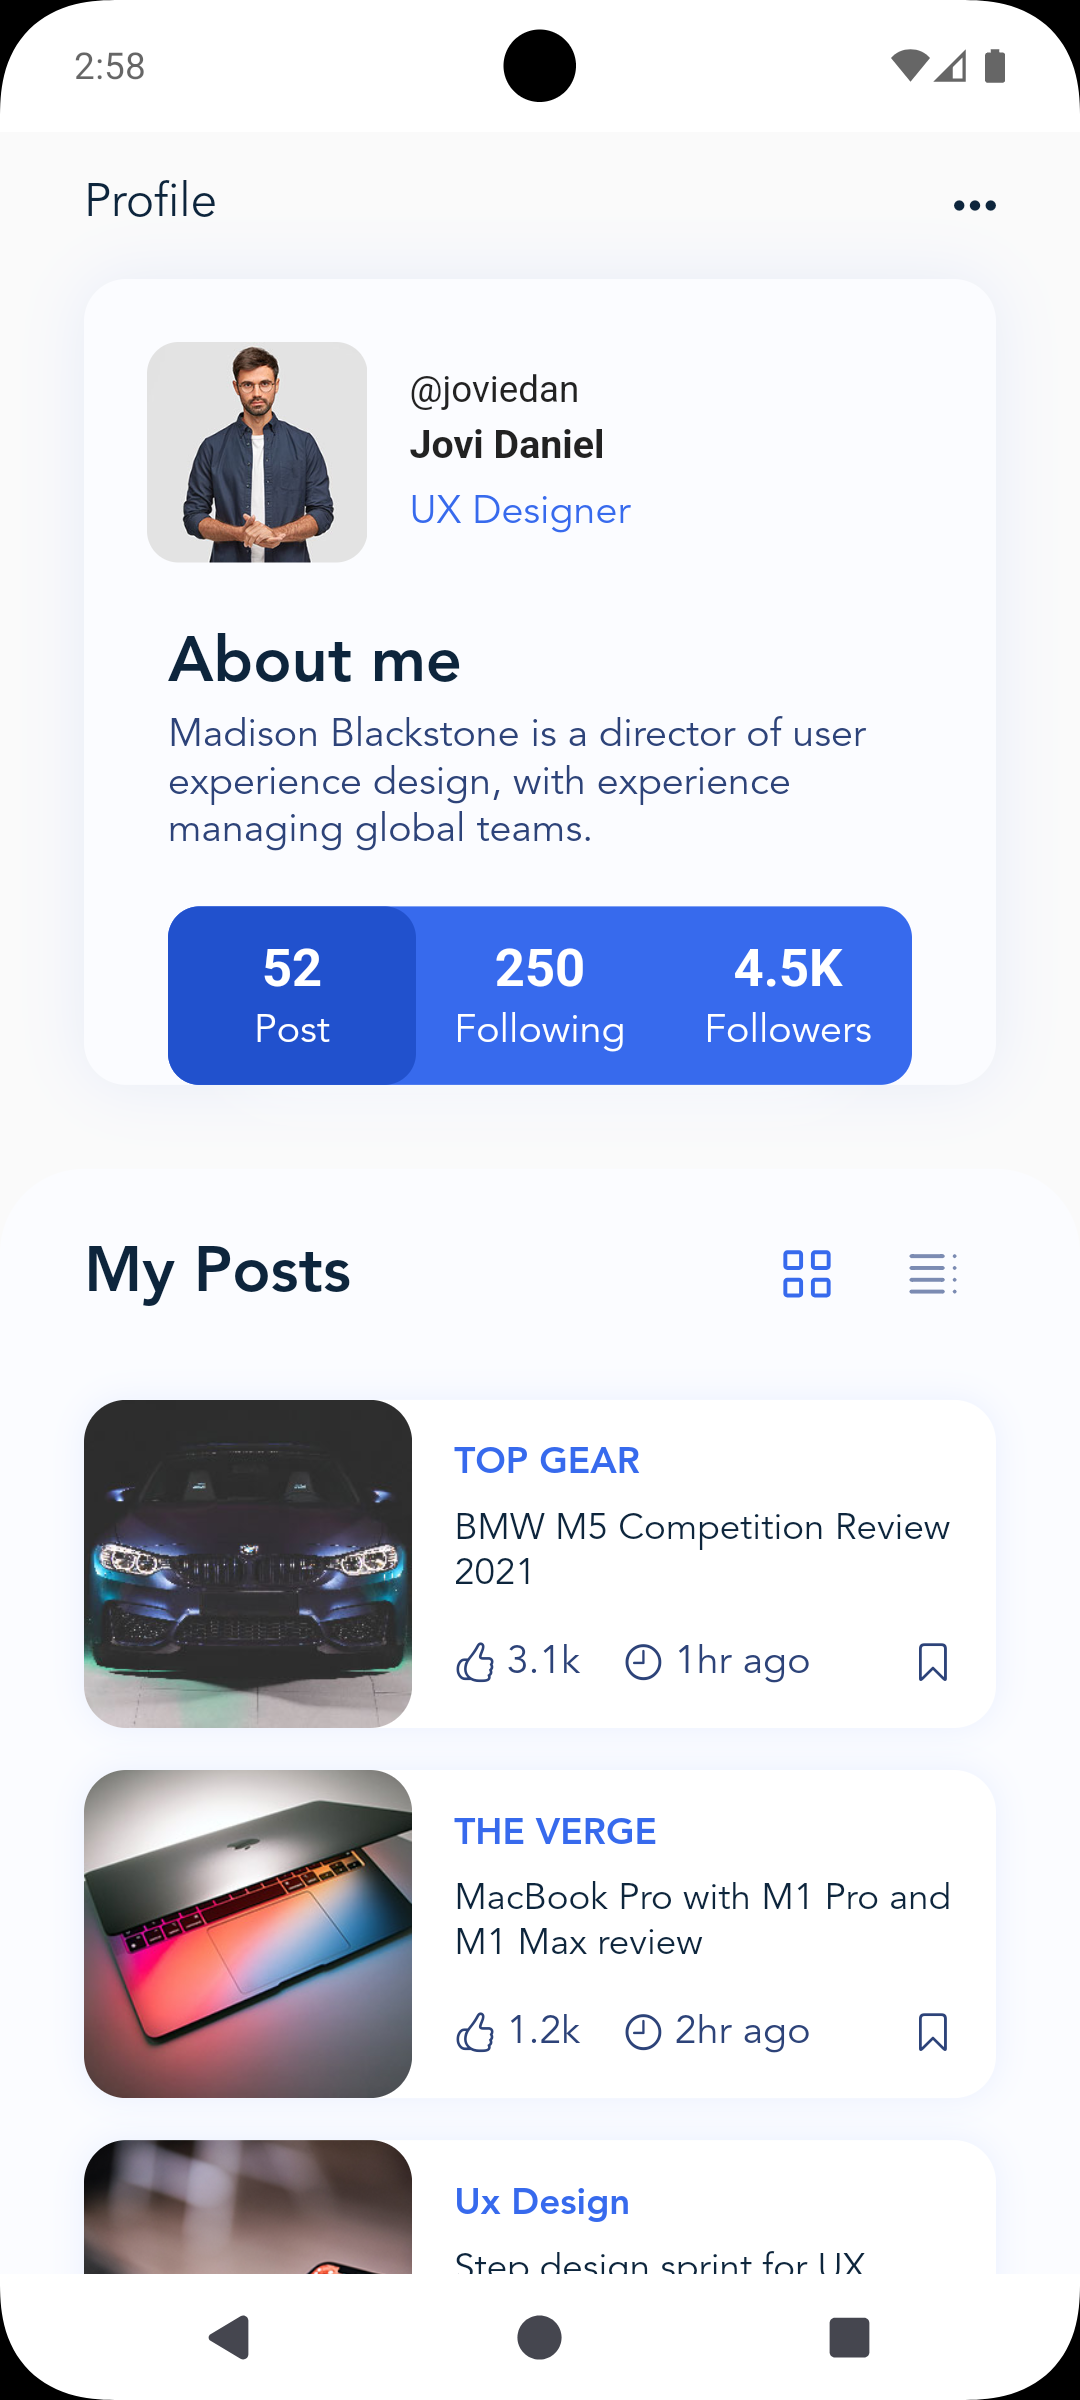 2:58
Profile
@joviedan
Jovi Daniel
UX Designer
About me
Madison Blackstone is a director of user
experience design, with experience
managing global teams.
52
Post
250
Following
4.5K
Followers
My Posts
TOP GEAR
BMW M5 Competition Review
2021
3.1k
1hr ago
THE VERGE
MacBook Pro with M1 Pro and
M1 Max review
1.2k
2hr ago
Ux Design
Step design sprint for UX